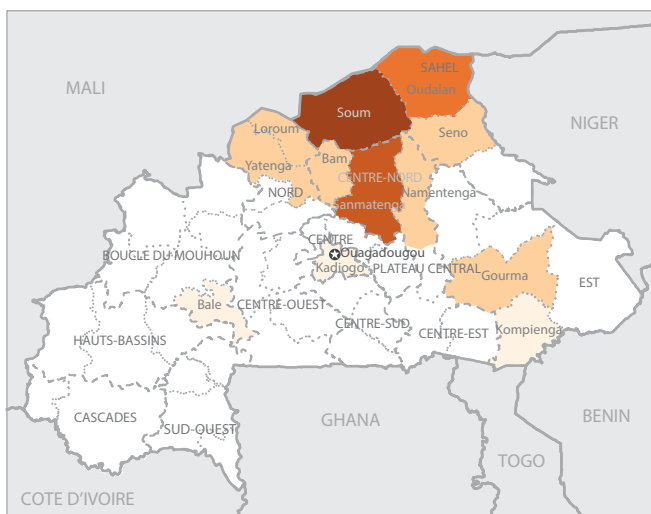 SAHEL
MALI
Oudalan
Soum
NIGER
Loroum
Seno
Bam
Yatenga
CENTRE-NORD
NORD
Namentenga
Sanmatenga
CENTRE
Ouagadougou
BOUCLE DU MOUHOUN
Kadiogo
PLATEAU CENTRAL
Gourma
EST
Bale
CENTRE-OUEST
CENTRE-SUD
Kompienga
CENTRE-EST
HAUTS-BASSINS
CASCADES
GHANA
BENIN
SUD-OUEST
TOGO
COTE D'IVOIRE